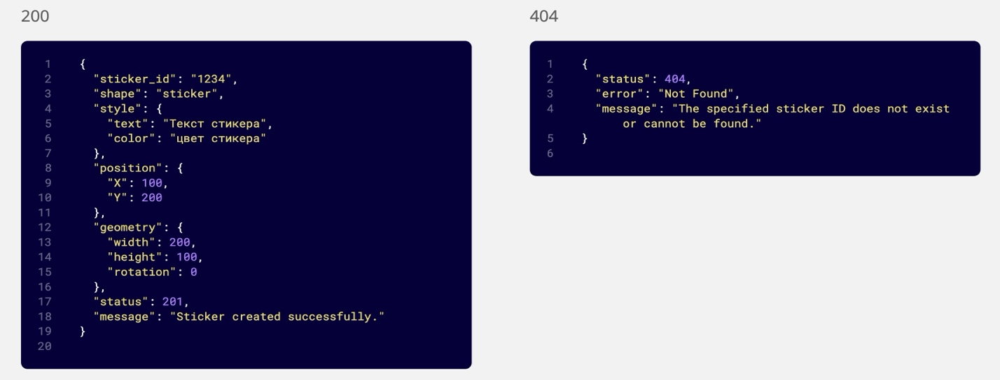 200
1 {
2 "sticker_id": "1234",
3 "shape": "sticker",
4 "style": {
5 "text": "Текст стикера",
6 "color": "цвет стикера"
7 },
8 "position": {
9 "X": 100,
10 "Y": 200
11 },
12 "geometry": {
13 "width": 200,
14 "height": 100,
15 "rotation": 0
16 },
17 "status": 201,
18 "message": "Sticker created successfully."
19 }
20
404
1 {
2 "status": 404,
3 "error": "Not Found",
4 "message": "The specified sticker ID does not exist
or cannot be found."
5 }
6